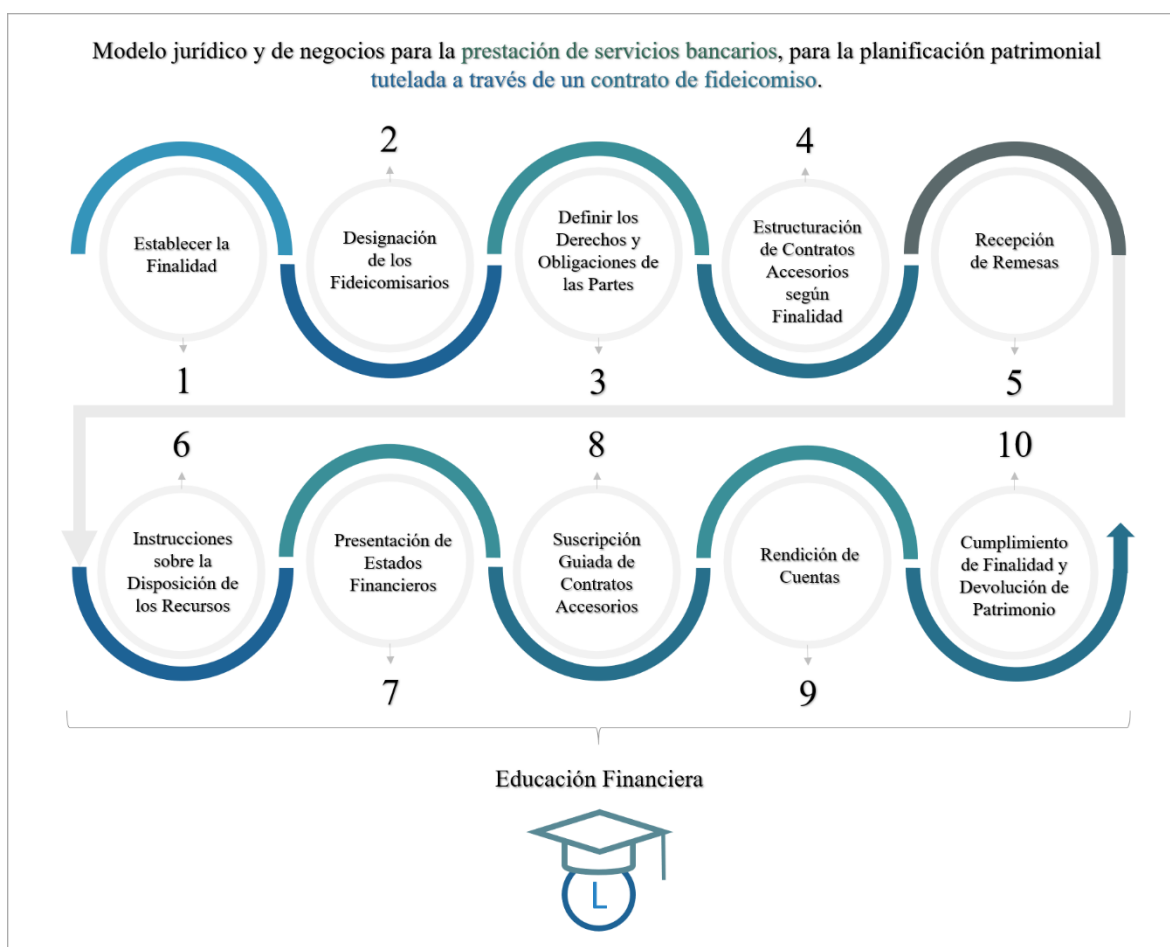 Modelo jurídico y de negocios para la prestación de servicios bancarios, para la planificación patrimonial
tutelada a través de un contrato de fideicomiso.
2
4
Establecer la
Finalidad
Designación
de los
Fideicomisarios
Definir los
Derechos y
Obligaciones de
las Partes
Estructuración
de Contratos
Accesorios
según
Finalidad
Recepción
de Remesas
1
3
5
6
8
10
Instrucciones
sobre la
Disposición de
los Recursos
Presentación de
Estados
Financieros
Suscripción
Guiada de
Contratos
Accesorios
Rendición de
Cuentas
Cumplimiento
de Finalidad y
Devolución de
Patrimonio
7
9
Educación Financiera
L